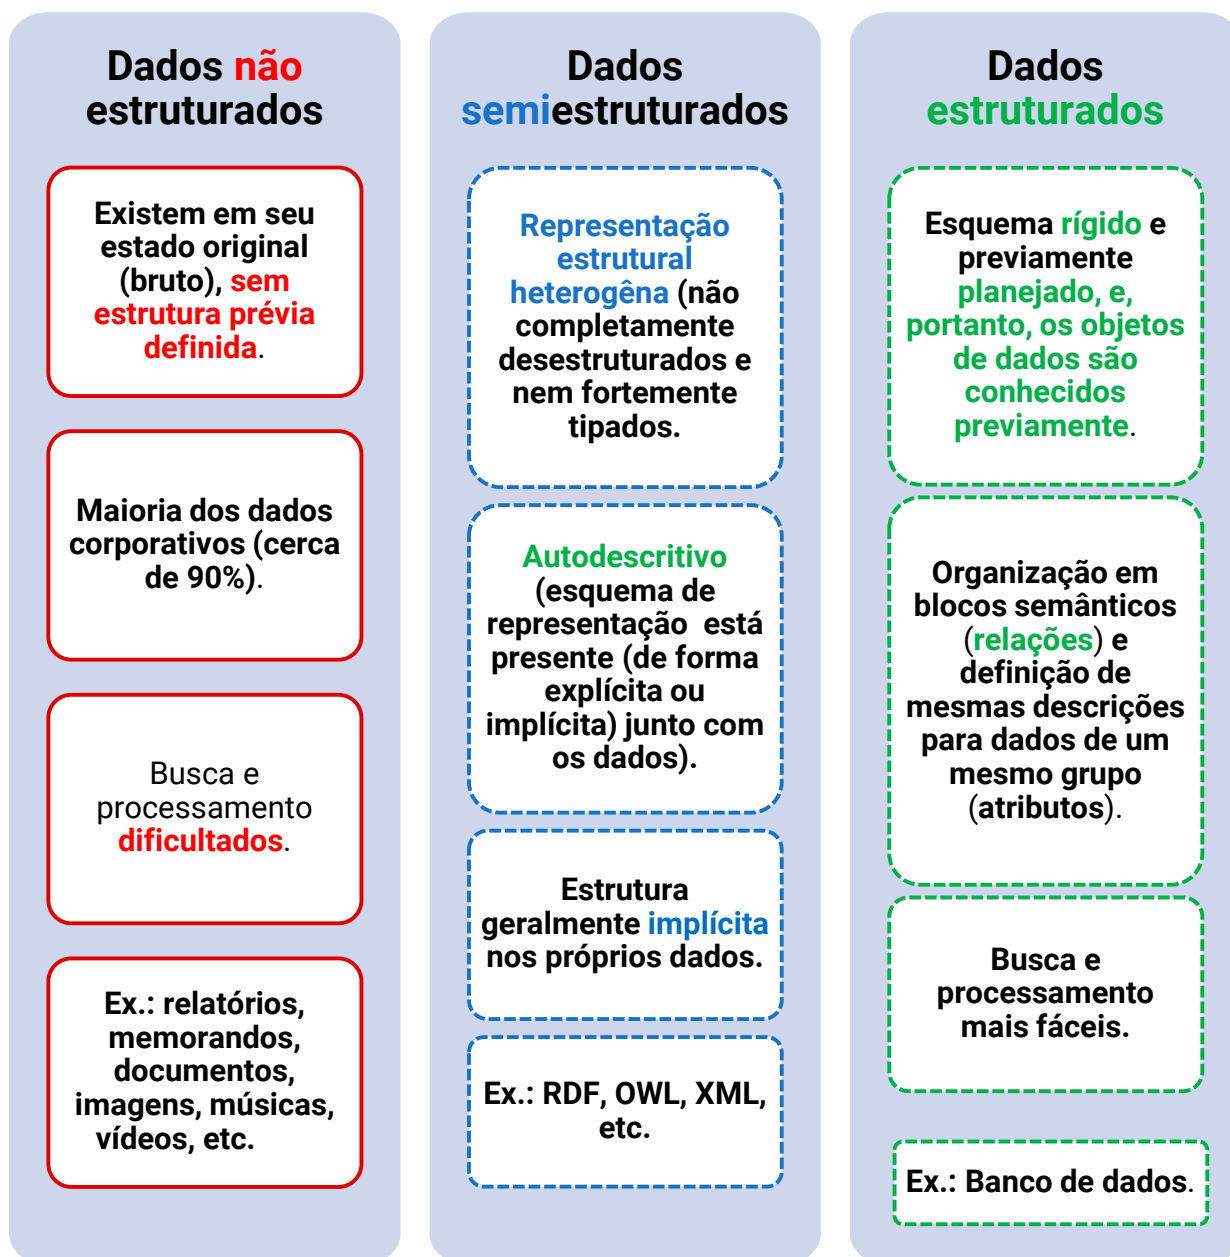 Dados não
estruturados
Existem em seu
estado original
(bruto), sem
estrutura prévia
definida.
Maioria dos dados
corporativos (cerca
de 90%).
Busca e
processamento
dificultados.
Ex.: relatórios,
memorandos,
documentos,
imagens, músicas,
vídeos, etc.
Dados
semiestruturados
Representação
estrutural
heterogêna (não
completamente
desestruturados e
nem fortemente
tipados.
Autodescritivo
(esquema de
representação está
presente (de forma
explícita ou
implícita) junto com
os dados).
Estrutura
geralmente implícita
nos próprios dados.
Ex.: RDF, OWL, XML,
etc.
Dados
estruturados
Esquema rígido e
previamente
planejado, e,
portanto, os objetos
de dados são
conhecidos
previamente.
Organização em
blocos semânticos
(relações) e
definição de
mesmas descrições
para dados de um
mesmo grupo
(atributos).
Busca e
processamento
mais fáceis.
Ex.: Banco de dados.